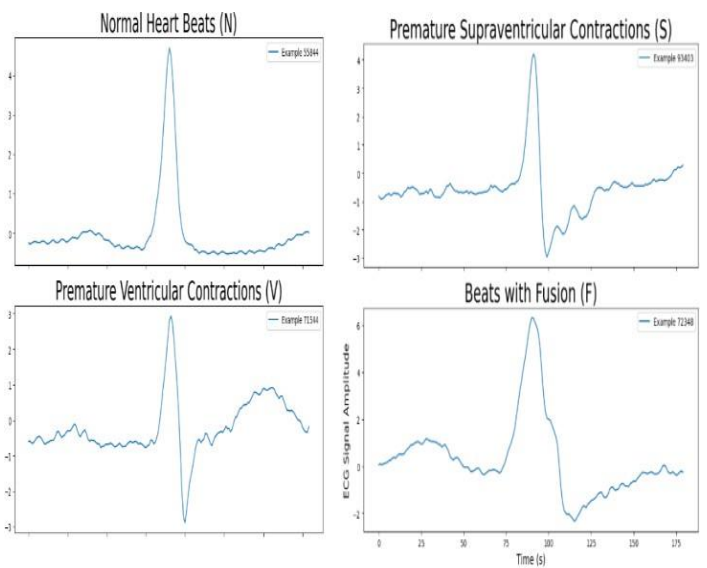 Normal Heart Beats (N)
Example 55844
4
3
2
1
0
Premature Supraventricular Contractions (S)
Example 93403
4
3
2
1
0
-1
-2
-3
Premature Ventricular Contractions (V)
Example 71544
3
2
1
0
-1
-2
-3
Beats with Fusion (F)
Example 72348
ECG Signal Amplitude
6
4
2
0
-2
0 25 50 75 100 125 150 175
Time (s)